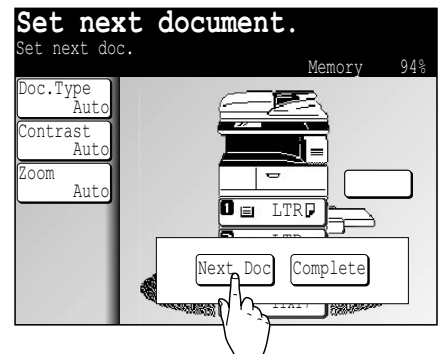 Set next document.
Set next doc.
Memory 94%
Doc.Type
Auto
Contrast
Auto
Zoom
Auto
1 LTR
Next Doc Complete